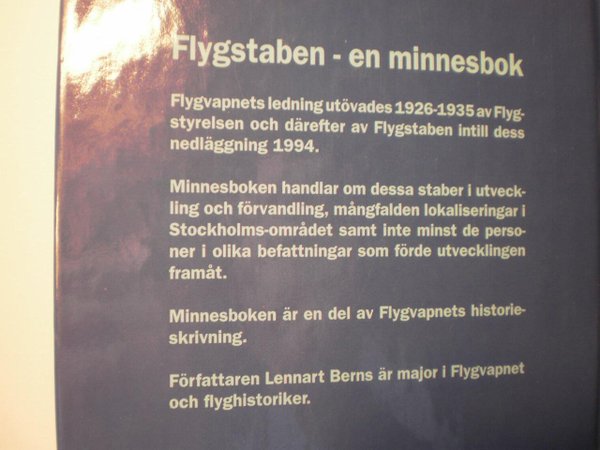 Flygstaben - en minnesbok
Flygvapnets ledning utövades 1926-1935 av Flyg-
styrelsen och därefter av Flygstaben intill dess
nedläggning 1994.
Minnesboken handlar om dessa staber i utveck-
ling och förvandling, mångfalden lokaliseringar i
Stockholms-området samt inte minst de perso-
ner i olika befattningar som förde utvecklingen
framåt.
Minnesboken är en del av Flygvapnets historie-
skrivning.
Författaren Lennart Berns är major i Flygvapnet
och flyghistoriker.